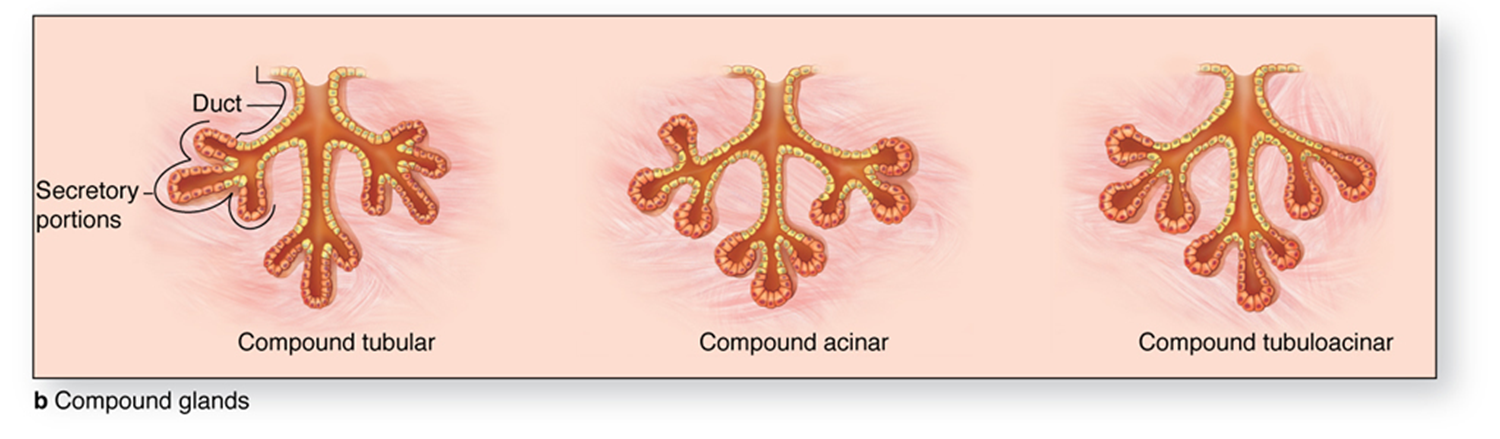 Duct
Secretory
portions
Compound tubular
Compound acinar
Compound tubuloacinar
b Compound glands